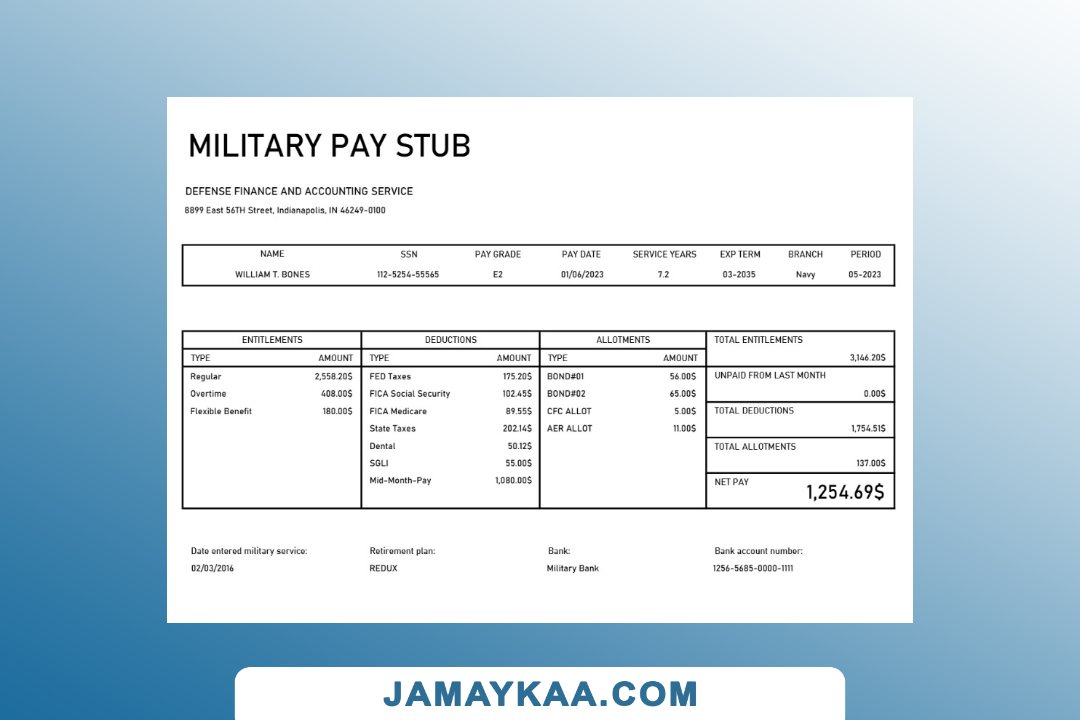 MILITARY PAY STUB
DEFENSE FINANCE AND ACCOUNTING SERVICE
8899 East 56TH Street, Indianapolis, IN 46249-0100
NAME SSN PAY GRADE PAY DATE SERVICE YEARS EXP TERM BRANCH PERIOD
WILLIAM T. BONES 112-5254-55565 E2 01/06/2023 7.2 03-2035 Navy 05-2023
ENTITLEMENTS DEDUCTIONS ALLOTMENTS TOTAL ENTITLEMENTS
TYPE AMOUNT TYPE AMOUNT TYPE AMOUNT 3,146.20$
Regular 2,558.20$ FED Taxes 175.20$ BOND#01 56.00$ UNPAID FROM LAST MONTH
Overtime 408.00$ FICA Social Security 102.45$ BOND#02 65.00$ 0.00$
Flexible Benefit 180.00$ FICA Medicare 89.55$ CFC ALLOT 5.00$ TOTAL DEDUCTIONS
State Taxes 202.14$ AER ALLOT 11.00$ 1,754.51$
Dental 50.12$ TOTAL ALLOTMENTS
SGLI 55.00$ 137.00$
Mid-Month-Pay 1,080.00$ NET PAY
1,254.69$
Date entered military service: Retirement plan: Bank: Bank account number:
02/03/2016 REDUX Military Bank 1256-5685-0000-1111
JAMAYKAA.COM